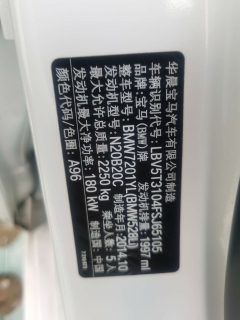 华晨宝马汽车有限公司制造
车辆识别代号: LBV5T3104FSJ65105
品牌: 宝马 (BMW) 牌 发动机排量: 1997 ml
整车型号: BMW7201YL(BMW528Li)
发动机型号: N20B20C 制造年月: 2014.10
最大允许总质量: 2250 kg 乘坐人数: 5 人
发动机最大净功率: 180 kW 制造国: 中国
颜色代码/色圈: A96